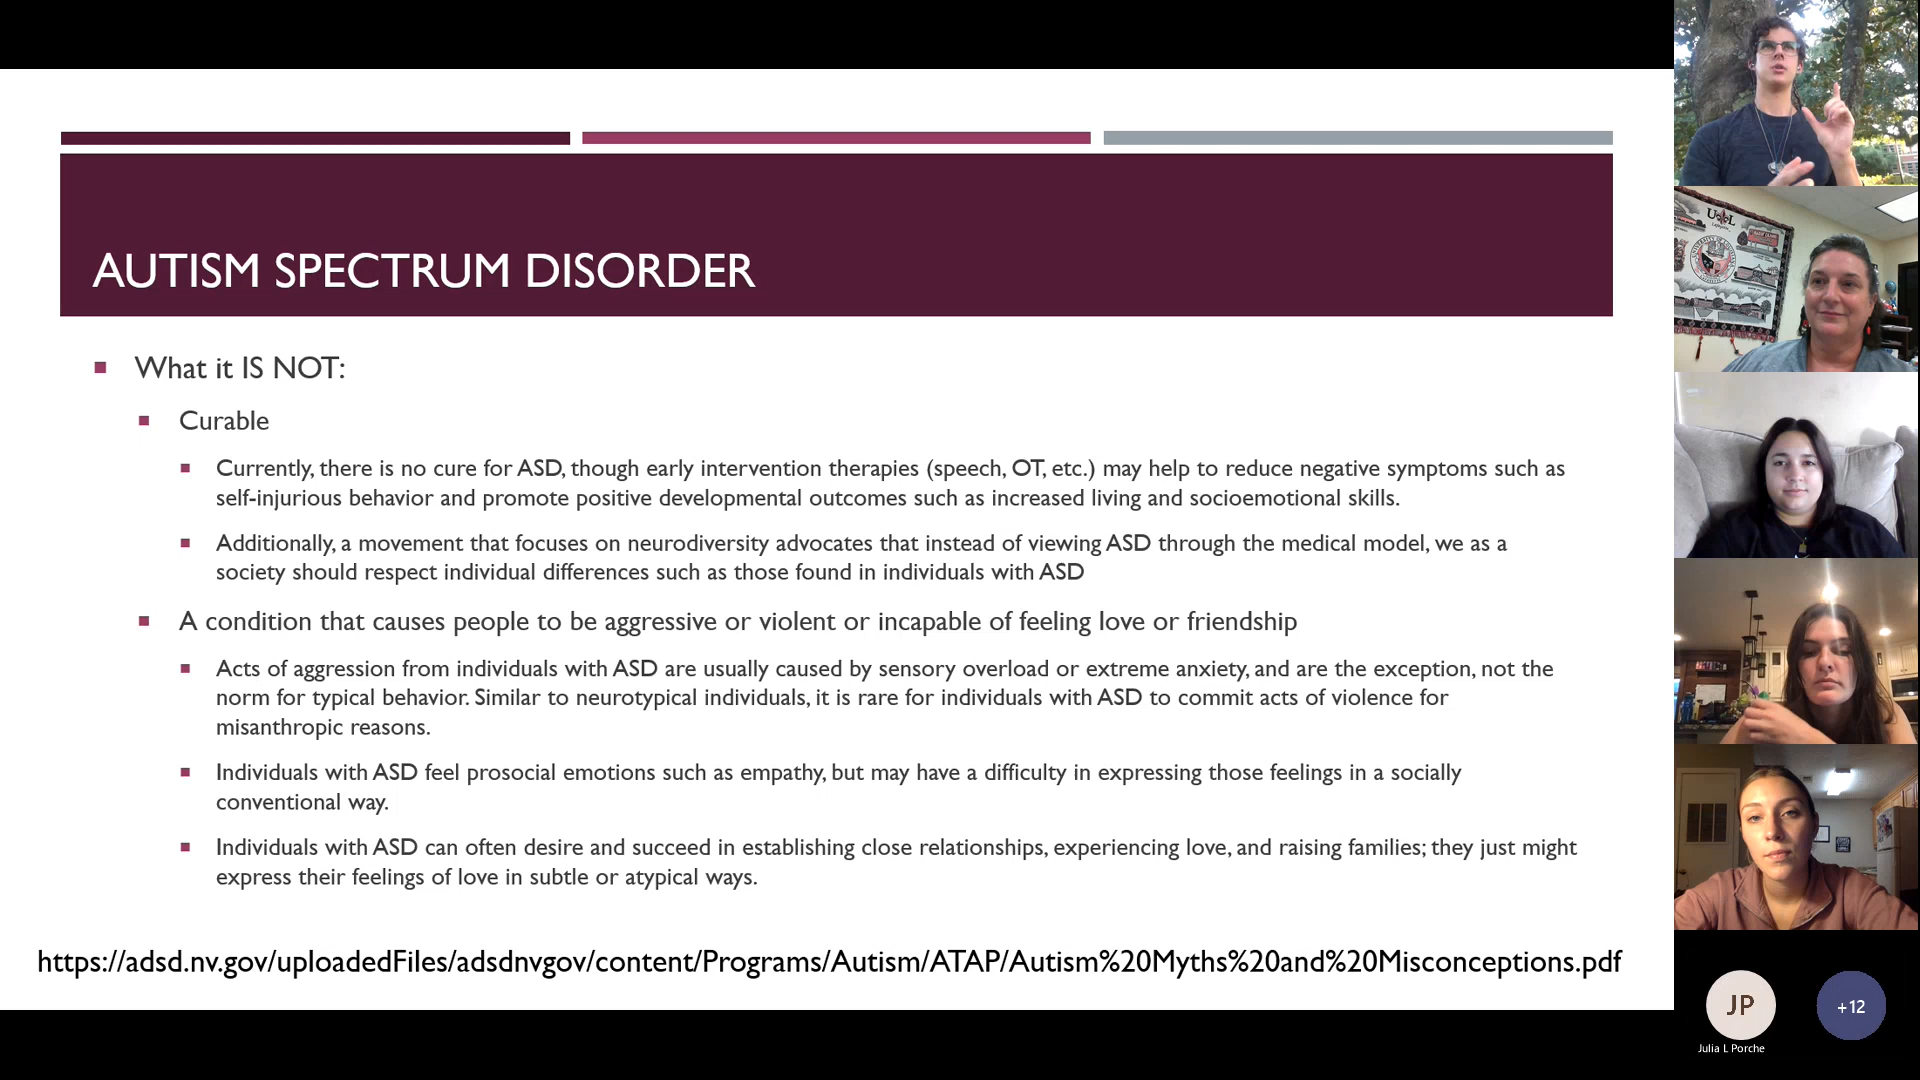 AUTISM SPECTRUM DISORDER
What it IS NOT:
Curable
Currently, there is no cure for ASD, though early intervention therapies (speech, OT, etc.) may help to reduce negative symptoms such as
self-injurious behavior and promote positive developmental outcomes such as increased living and socioemotional skills.
Additionally, a movement that focuses on neurodiversity advocates that instead of viewing ASD through the medical model, we as a
society should respect individual differences such as those found in individuals with ASD
A condition that causes people to be aggressive or violent or incapable of feeling love or friendship
Acts of aggression from individuals with ASD are usually caused by sensory overload or extreme anxiety, and are the exception, not the
norm for typical behavior. Similar to neurotypical individuals, it is rare for individuals with ASD to commit acts of violence for
misanthropic reasons.
Individuals with ASD feel prosocial emotions such as empathy, but may have a difficulty in expressing those feelings in a socially
conventional way.
Individuals with ASD can often desire and succeed in establishing close relationships, experiencing love, and raising families; they just might
express their feelings of love in subtle or atypical ways.
https://adsd.nv.gov/uploadedFiles/adsdnvgov/content/Programs/Autism/ATAP/Autism%20Myths%20and%20Misconceptions.pdf
JP
+12
Julia L Porche